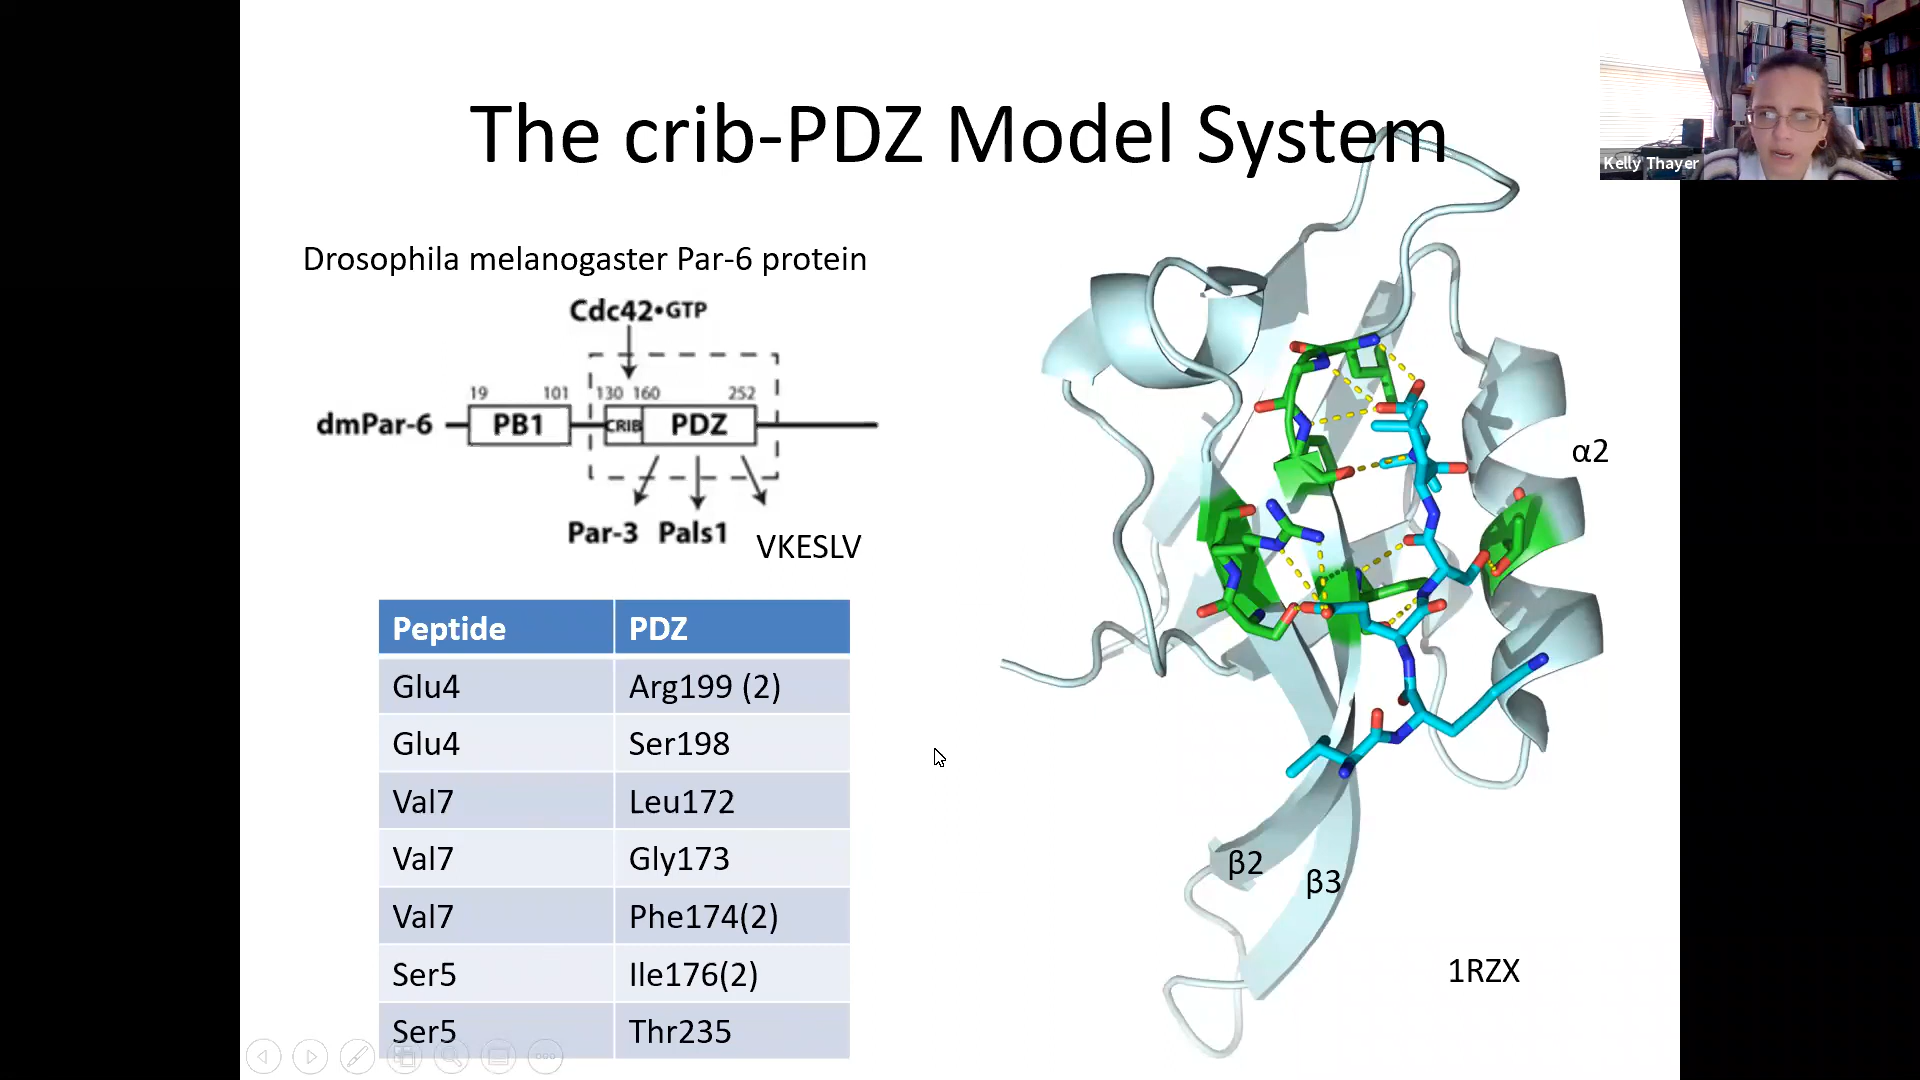 The crib-PDZ Model System
Kelly Thayer
Drosophila melanogaster Par-6 protein
Cdc42•GTP
19 101 130 160 252
dmPar-6 PB1 CRIB PDZ
Par-3 Pals1 VKESLV
Peptide PDZ
Glu4 Arg199 (2)
Glu4 Ser198
Val7 Leu172
Val7 Gly173
Val7 Phe174(2)
Ser5 Ile176(2)
Ser5 Thr235
α2
β2
β3
1RZX